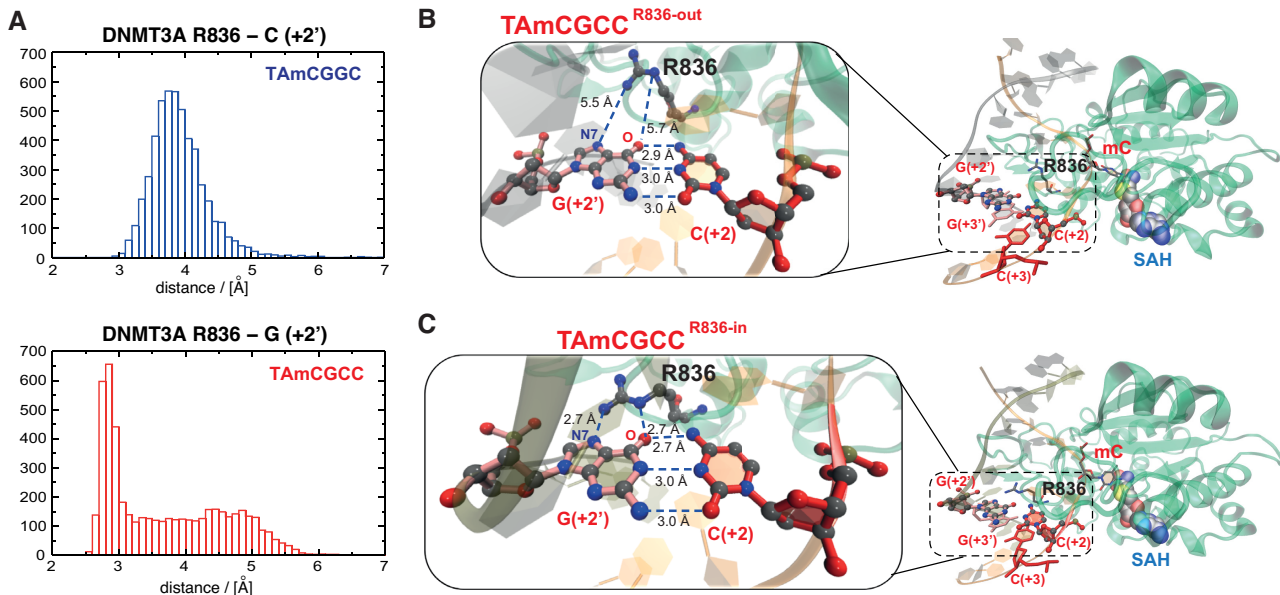 A
DNMT3A R836 – C (+2')
TAmCGGC
700
600
500
400
300
200
100
0
2
3
4
5
6
7
distance / [Å]
DNMT3A R836 – G (+2')
TAmCGCC
700
600
500
400
300
200
100
0
2
3
4
5
6
7
distance / [Å]
B
TAmCGCC R836-out
R836
5.5 Å
5.7 Å
N7
O
2.9 Å
3.0 Å
3.0 Å
G(+2')
C(+2)
mC
R836
G(+2')
G(+3')
C(+2)
C(+3)
SAH
C
TAmCGCC R836-in
R836
2.7 Å
N7
O
2.7 Å
2.7 Å
3.0 Å
3.0 Å
G(+2')
C(+2)
mC
R836
G(+2')
G(+3')
C(+2)
C(+3)
SAH